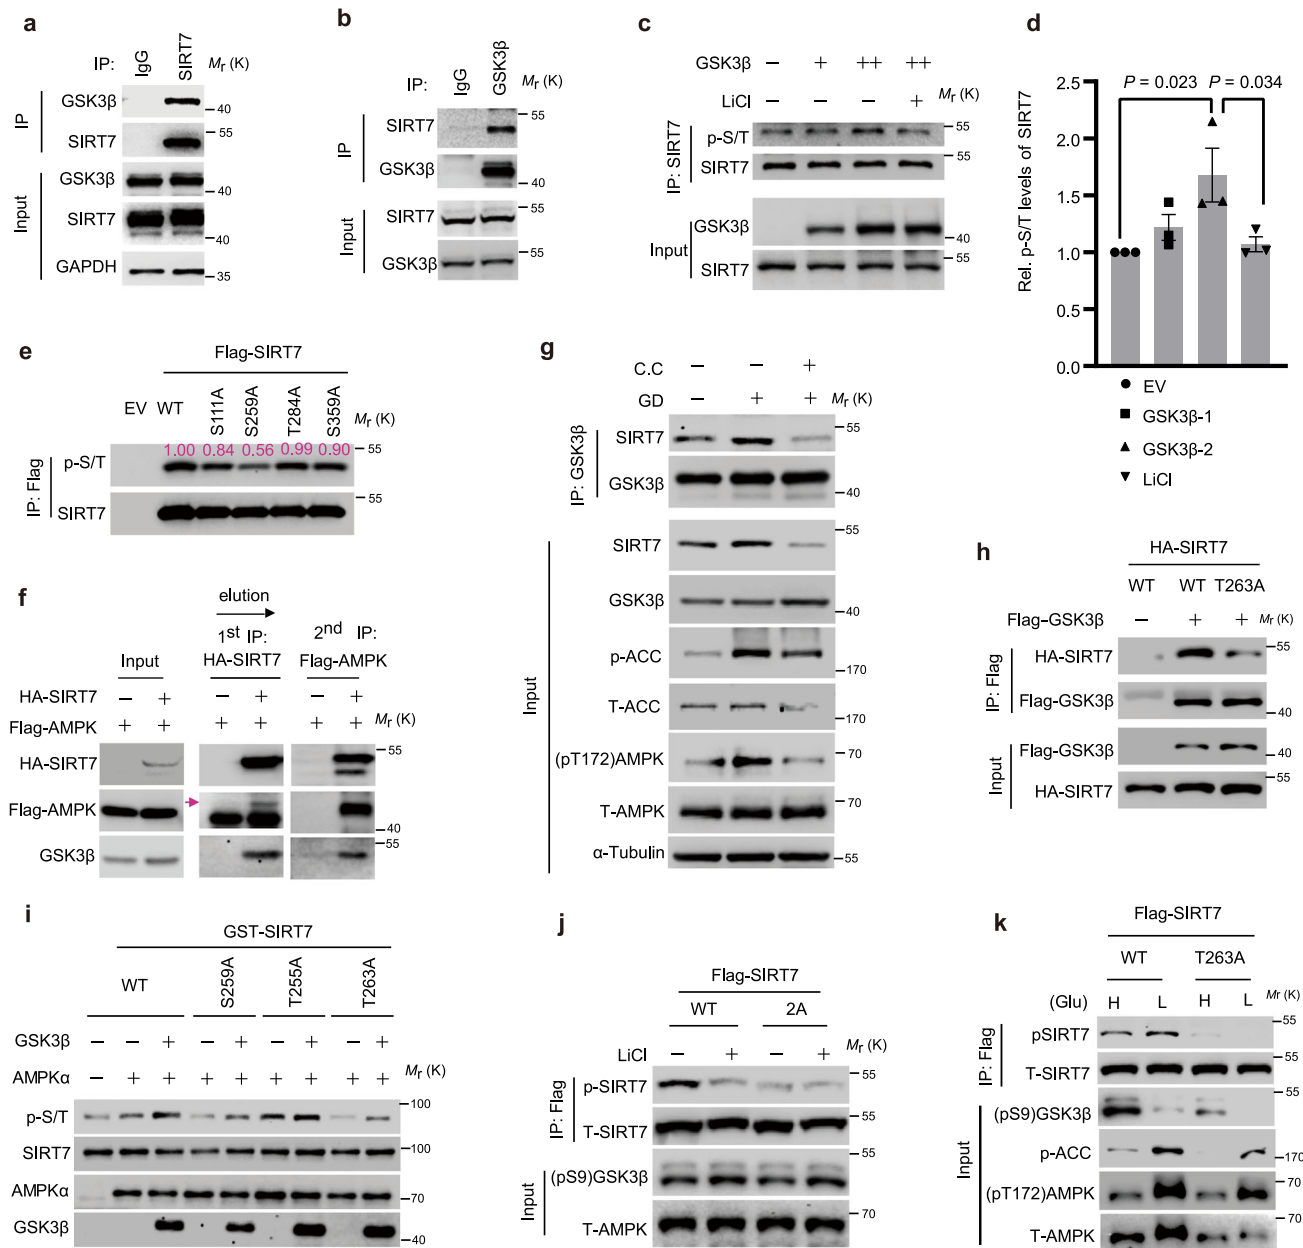 a
IP:
IgG
SIRT7
Mr (K)
IP
GSK3β
40
SIRT7
55
Input
GSK3β
40
SIRT7
55
40
GAPDH
35
b
IP:
IgG
GSK3β
Mr (K)
IP
SIRT7
55
GSK3β
40
Input
SIRT7
55
GSK3β
55
c
GSK3β − + ++ ++
LiCl − − − +
Mr (K)
IP: SIRT7
p-S/T
55
SIRT7
55
Input
GSK3β
40
SIRT7
55
d
P = 0.023 P = 0.034
Rel. p-S/T levels of SIRT7
2.5
2.0
1.5
1.0
0.5
0.0
EV
GSK3β-1
GSK3β-2
LiCl
e
Flag-SIRT7
EV WT S111A S259A T284A S359A Mr (K)
IP: Flag
p-S/T
1.00 0.84 0.56 0.99 0.90
55
SIRT7
55
f
elution
Input
1st IP: HA-SIRT7
2nd IP: Flag-AMPK
HA-SIRT7 − + − + − +
Flag-AMPK + + + + + +
Mr (K)
HA-SIRT7
55
Flag-AMPK
40
GSK3β
55
g
C.C − − +
GD − + +
Mr (K)
IP: GSK3β
SIRT7
55
GSK3β
40
Input
SIRT7
55
GSK3β
40
p-ACC
170
T-ACC
170
(pT172)AMPK
70
T-AMPK
70
α-Tubulin
55
h
HA-SIRT7
WT WT T263A
Flag-GSK3β − + +
Mr (K)
IP: Flag
HA-SIRT7
55
Flag-GSK3β
40
Input
Flag-GSK3β
40
HA-SIRT7
55
i
GST-SIRT7
WT S259A T255A T263A
GSK3β − − + − + − + − +
AMPKα − + + + + + + + +
Mr (K)
p-S/T
100
SIRT7
100
AMPKα
70
GSK3β
40
j
Flag-SIRT7
WT 2A
LiCl − + − +
Mr (K)
IP: Flag
p-SIRT7
55
T-SIRT7
55
Input
(pS9)GSK3β
55
T-AMPK
70
k
Flag-SIRT7
WT T263A
(Glu) H L H L
Mr (K)
IP: Flag
pSIRT7
55
T-SIRT7
55
Input
(pS9)GSK3β
p-ACC
170
(pT172)AMPK
70
T-AMPK
70